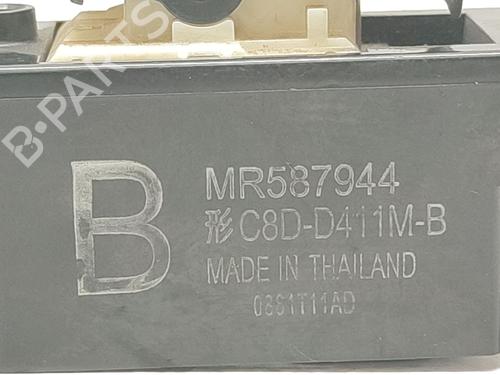 B·PARTS
B
MR587944
形 C8D-D411M-B
MADE IN THAILAND
0861T11AD